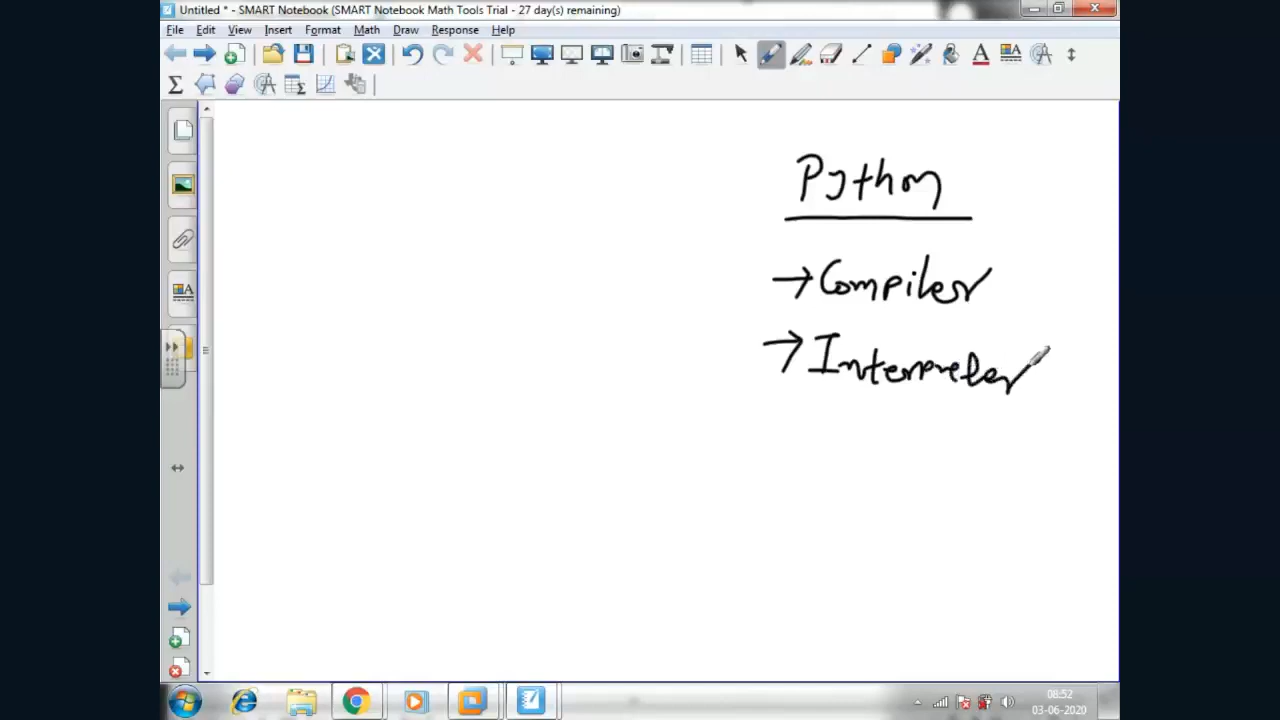 Untitled * - SMART Notebook (SMART Notebook Math Tools Trial - 27 day(s) remaining)
File Edit View Insert Format Math Draw Response Help
Python
→ Compiler
→ Interpreter
08:52
03-06-2020